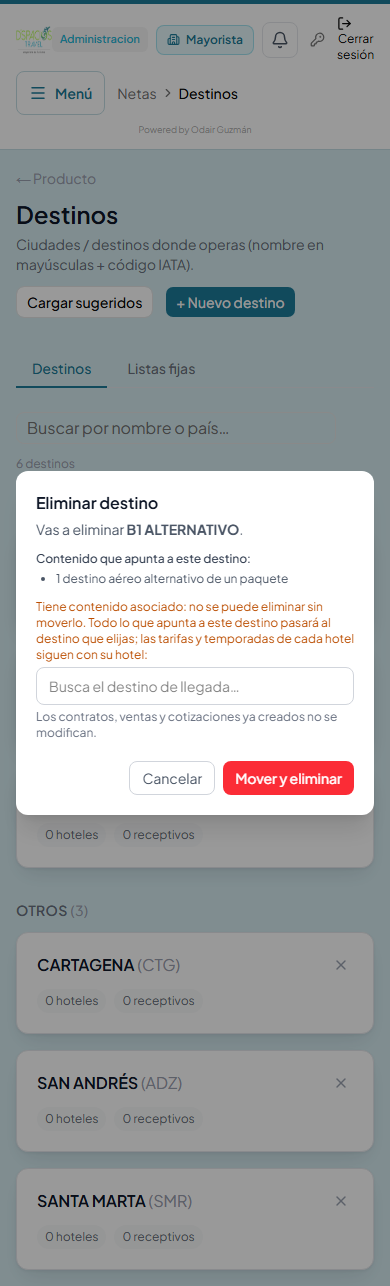 DISFRACES
TRAVEL
Administracion
Mayorista
Cerrar
sesión
Menú
Netas > Destinos
Powered by Odair Guzmán
← Producto
Destinos
Ciudades / destinos donde operas (nombre en
mayúsculas + código IATA).
Cargar sugeridos
+ Nuevo destino
Destinos
Listas fijas
Buscar por nombre o país...
6 destinos
Eliminar destino
Vas a eliminar B1 ALTERNATIVO.
Contenido que apunta a este destino:
• 1 destino aéreo alternativo de un paquete
Tiene contenido asociado: no se puede eliminar sin
moverlo. Todo lo que apunta a este destino pasará al
destino que elijas; las tarifas y temporadas de cada hotel
siguen con su hotel:
Busca el destino de llegada...
Los contratos, ventas y cotizaciones ya creados no se
modifican.
Cancelar
Mover y eliminar
0 hoteles
0 receptivos
OTROS (3)
CARTAGENA (CTG)
0 hoteles
0 receptivos
SAN ANDRÉS (ADZ)
0 hoteles
0 receptivos
SANTA MARTA (SMR)
0 hoteles
0 receptivos